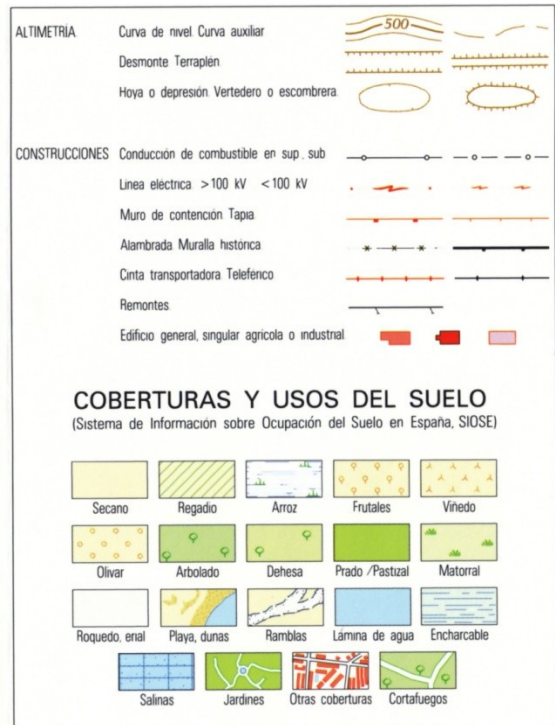 ALTIMETRÍA Curva de nivel. Curva auxiliar
500
Desmonte. Terraplén.
Hoya o depresión. Vertedero o escombrera.
CONSTRUCCIONES Conducción de combustible en sup., sub.
Línea eléctrica >100 kV <100 kV
Muro de contención. Tapia
Alambrada. Muralla histórica
Cinta transportadora. Teleférico
Remontes
Edificio general, singular, agrícola o industrial
COBERTURAS Y USOS DEL SUELO
(Sistema de Información sobre Ocupación del Suelo en España, SIOSE)
Secano Regadío Arroz Frutales Viñedo
Olivar Arbolado Dehesa Prado /Pastizal Matorral
Roquedo, erial Playa, dunas Ramblas Lámina de agua Encharcable
Salinas Jardines Otras coberturas Cortafuegos